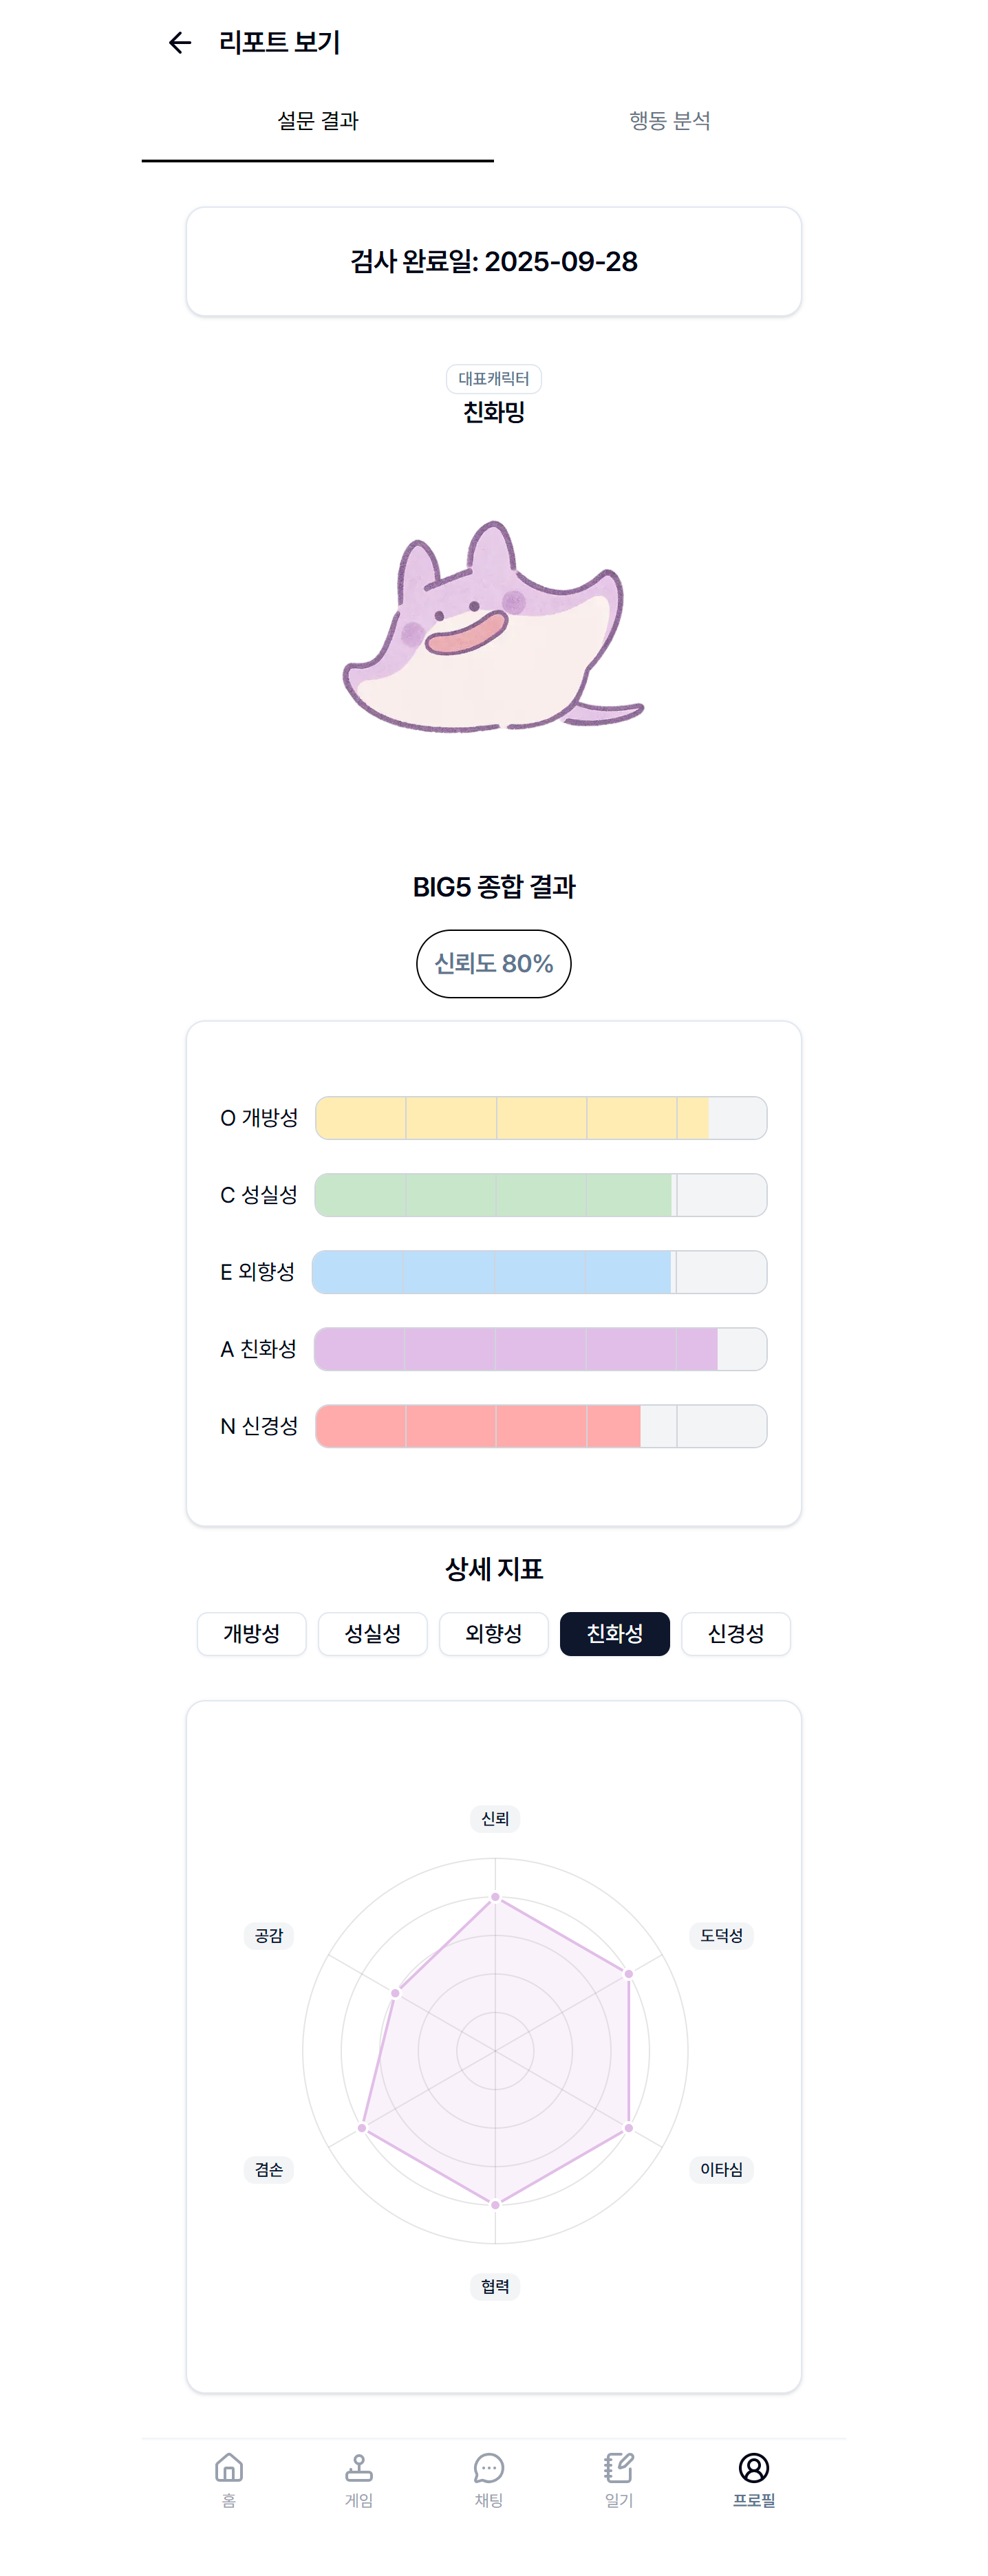 리포트 보기
설문 결과
행동 분석
검사 완료일: 2025-09-28
대표캐릭터
친화밍
BIG5 종합 결과
신뢰도 80%
O 개방성
C 성실성
E 외향성
A 친화성
N 신경성
상세 지표
개방성
성실성
외향성
친화성
신경성
신뢰
공감
도덕성
겸손
이타심
협력
홈
게임
채팅
일기
프로필